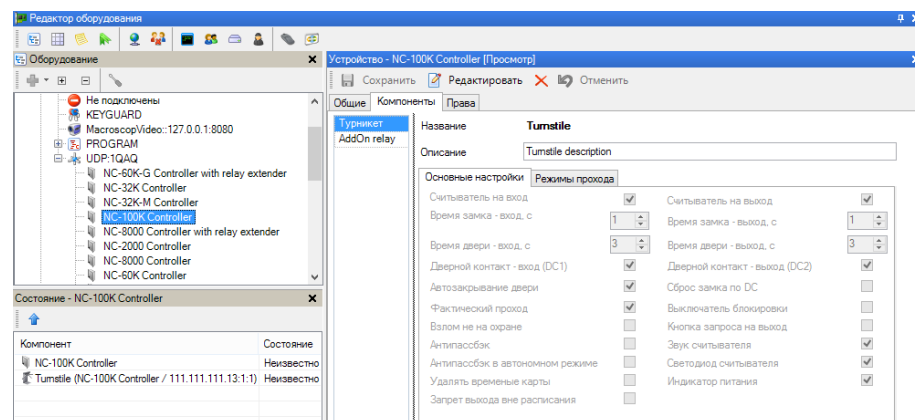 Редактор оборудования
Оборудование
Не подключены
KEYGUARD
MacroscopVideo::127.0.0.1:8080
PROGRAM
UDP:1QAQ
NC-60K-G Controller with relay extender
NC-32K Controller
NC-32K-M Controller
NC-100K Controller
NC-8000 Controller with relay extender
NC-2000 Controller
NC-8000 Controller
NC-60K Controller
Состояние - NC-100K Controller
Компонент Состояние
NC-100K Controller Неизвестно
Turnstile (NC-100K Controller / 111.111.111.13:1:1) Неизвестно
Устройство - NC-100K Controller [Просмотр]
Сохранить Редактировать Отменить
Общие Компоненты Права
Турникет
AddOn relay
Название Turnstile
Описание Turnstile description
Основные настройки Режимы прохода
Считыватель на вход Считыватель на выход
Время замка - вход, с 1 Время замка - выход, с 1
Время двери - вход, с 3 Время двери - выход, с 3
Дверной контакт - вход (DC1) Дверной контакт - выход (DC2)
Автозакрывание двери Сброс замка по DC
Фактический проход Выключатель блокировки
Взлом не на охране Кнопка запроса на выход
Антипассбэк Звук считывателя
Антипассбэк в автономном режиме Светодиод считывателя
Удалять временые карты Индикатор питания
Запрет выхода вне расписания